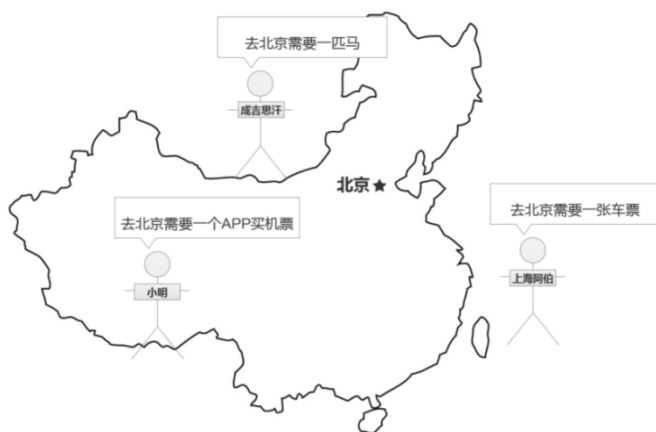 去北京需要一匹马
成吉思汗
北京★
去北京需要一个APP买机票
小明
去北京需要一张车票
上海阿伯